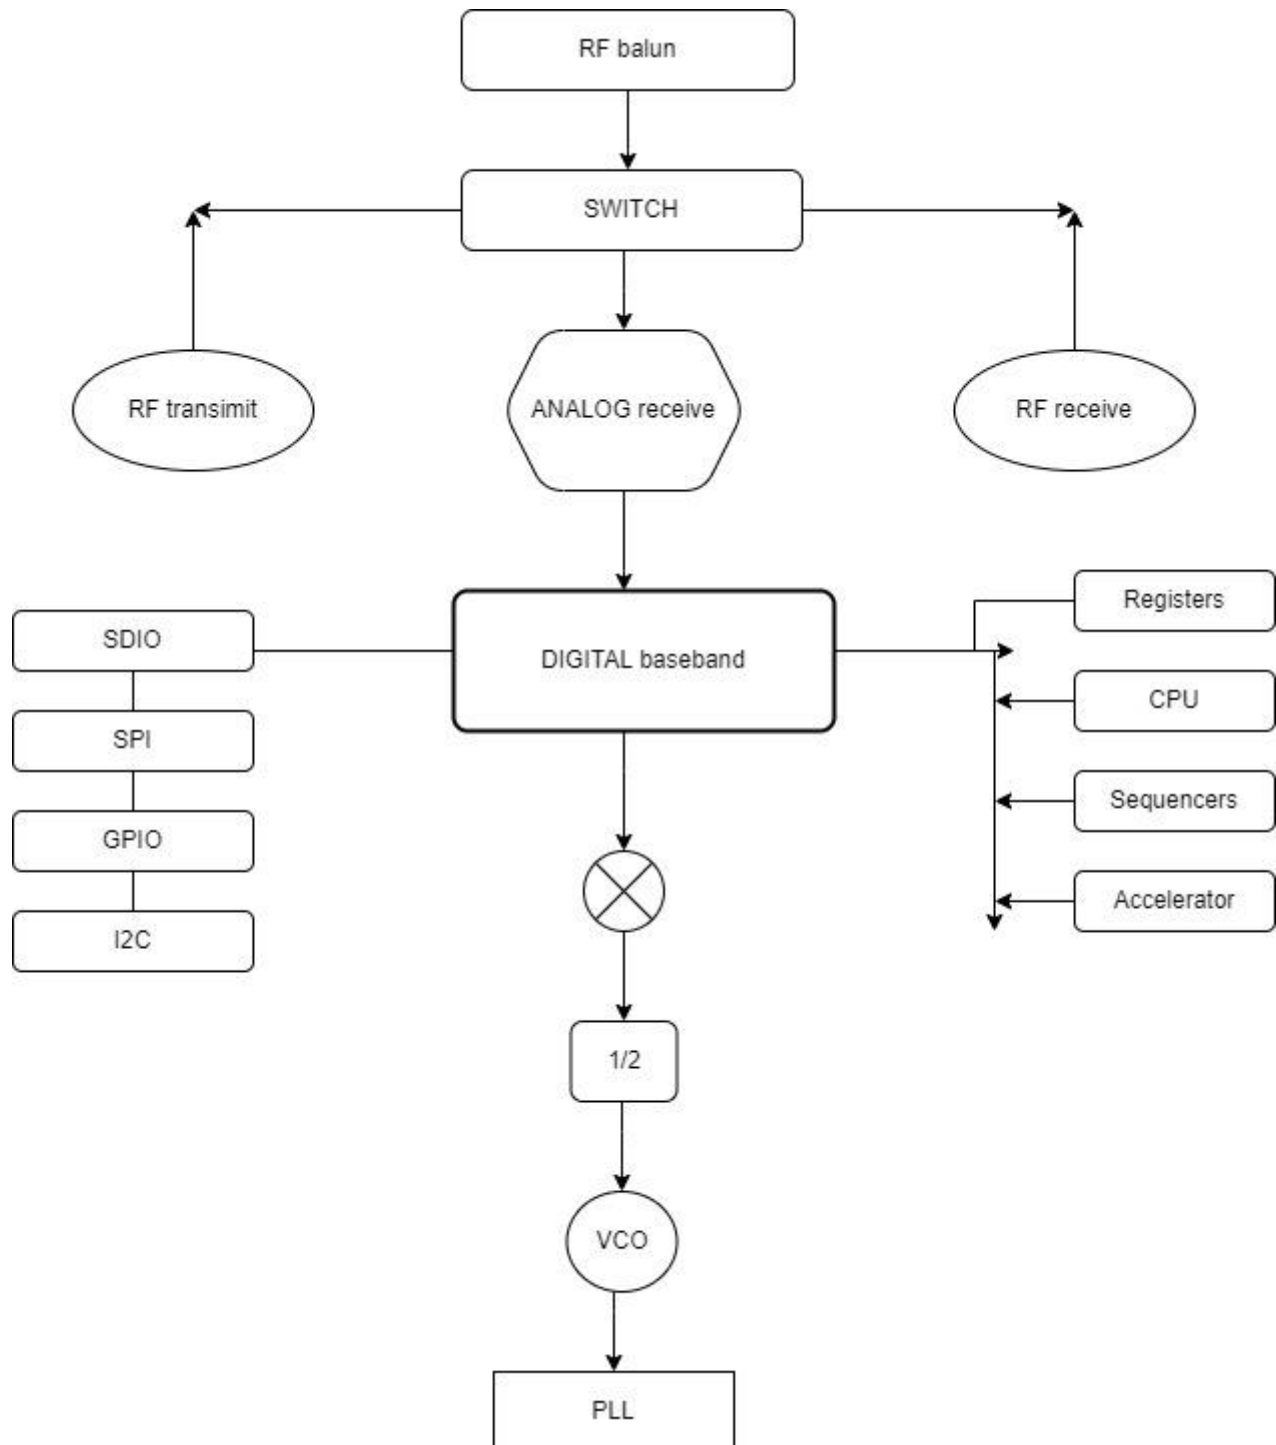 RF balun
SWITCH
RF transimit
ANALOG receive
RF receive
DIGITAL baseband
SDIO
SPI
GPIO
I2C
Registers
CPU
Sequencers
Accelerator
1/2
VCO
PLL